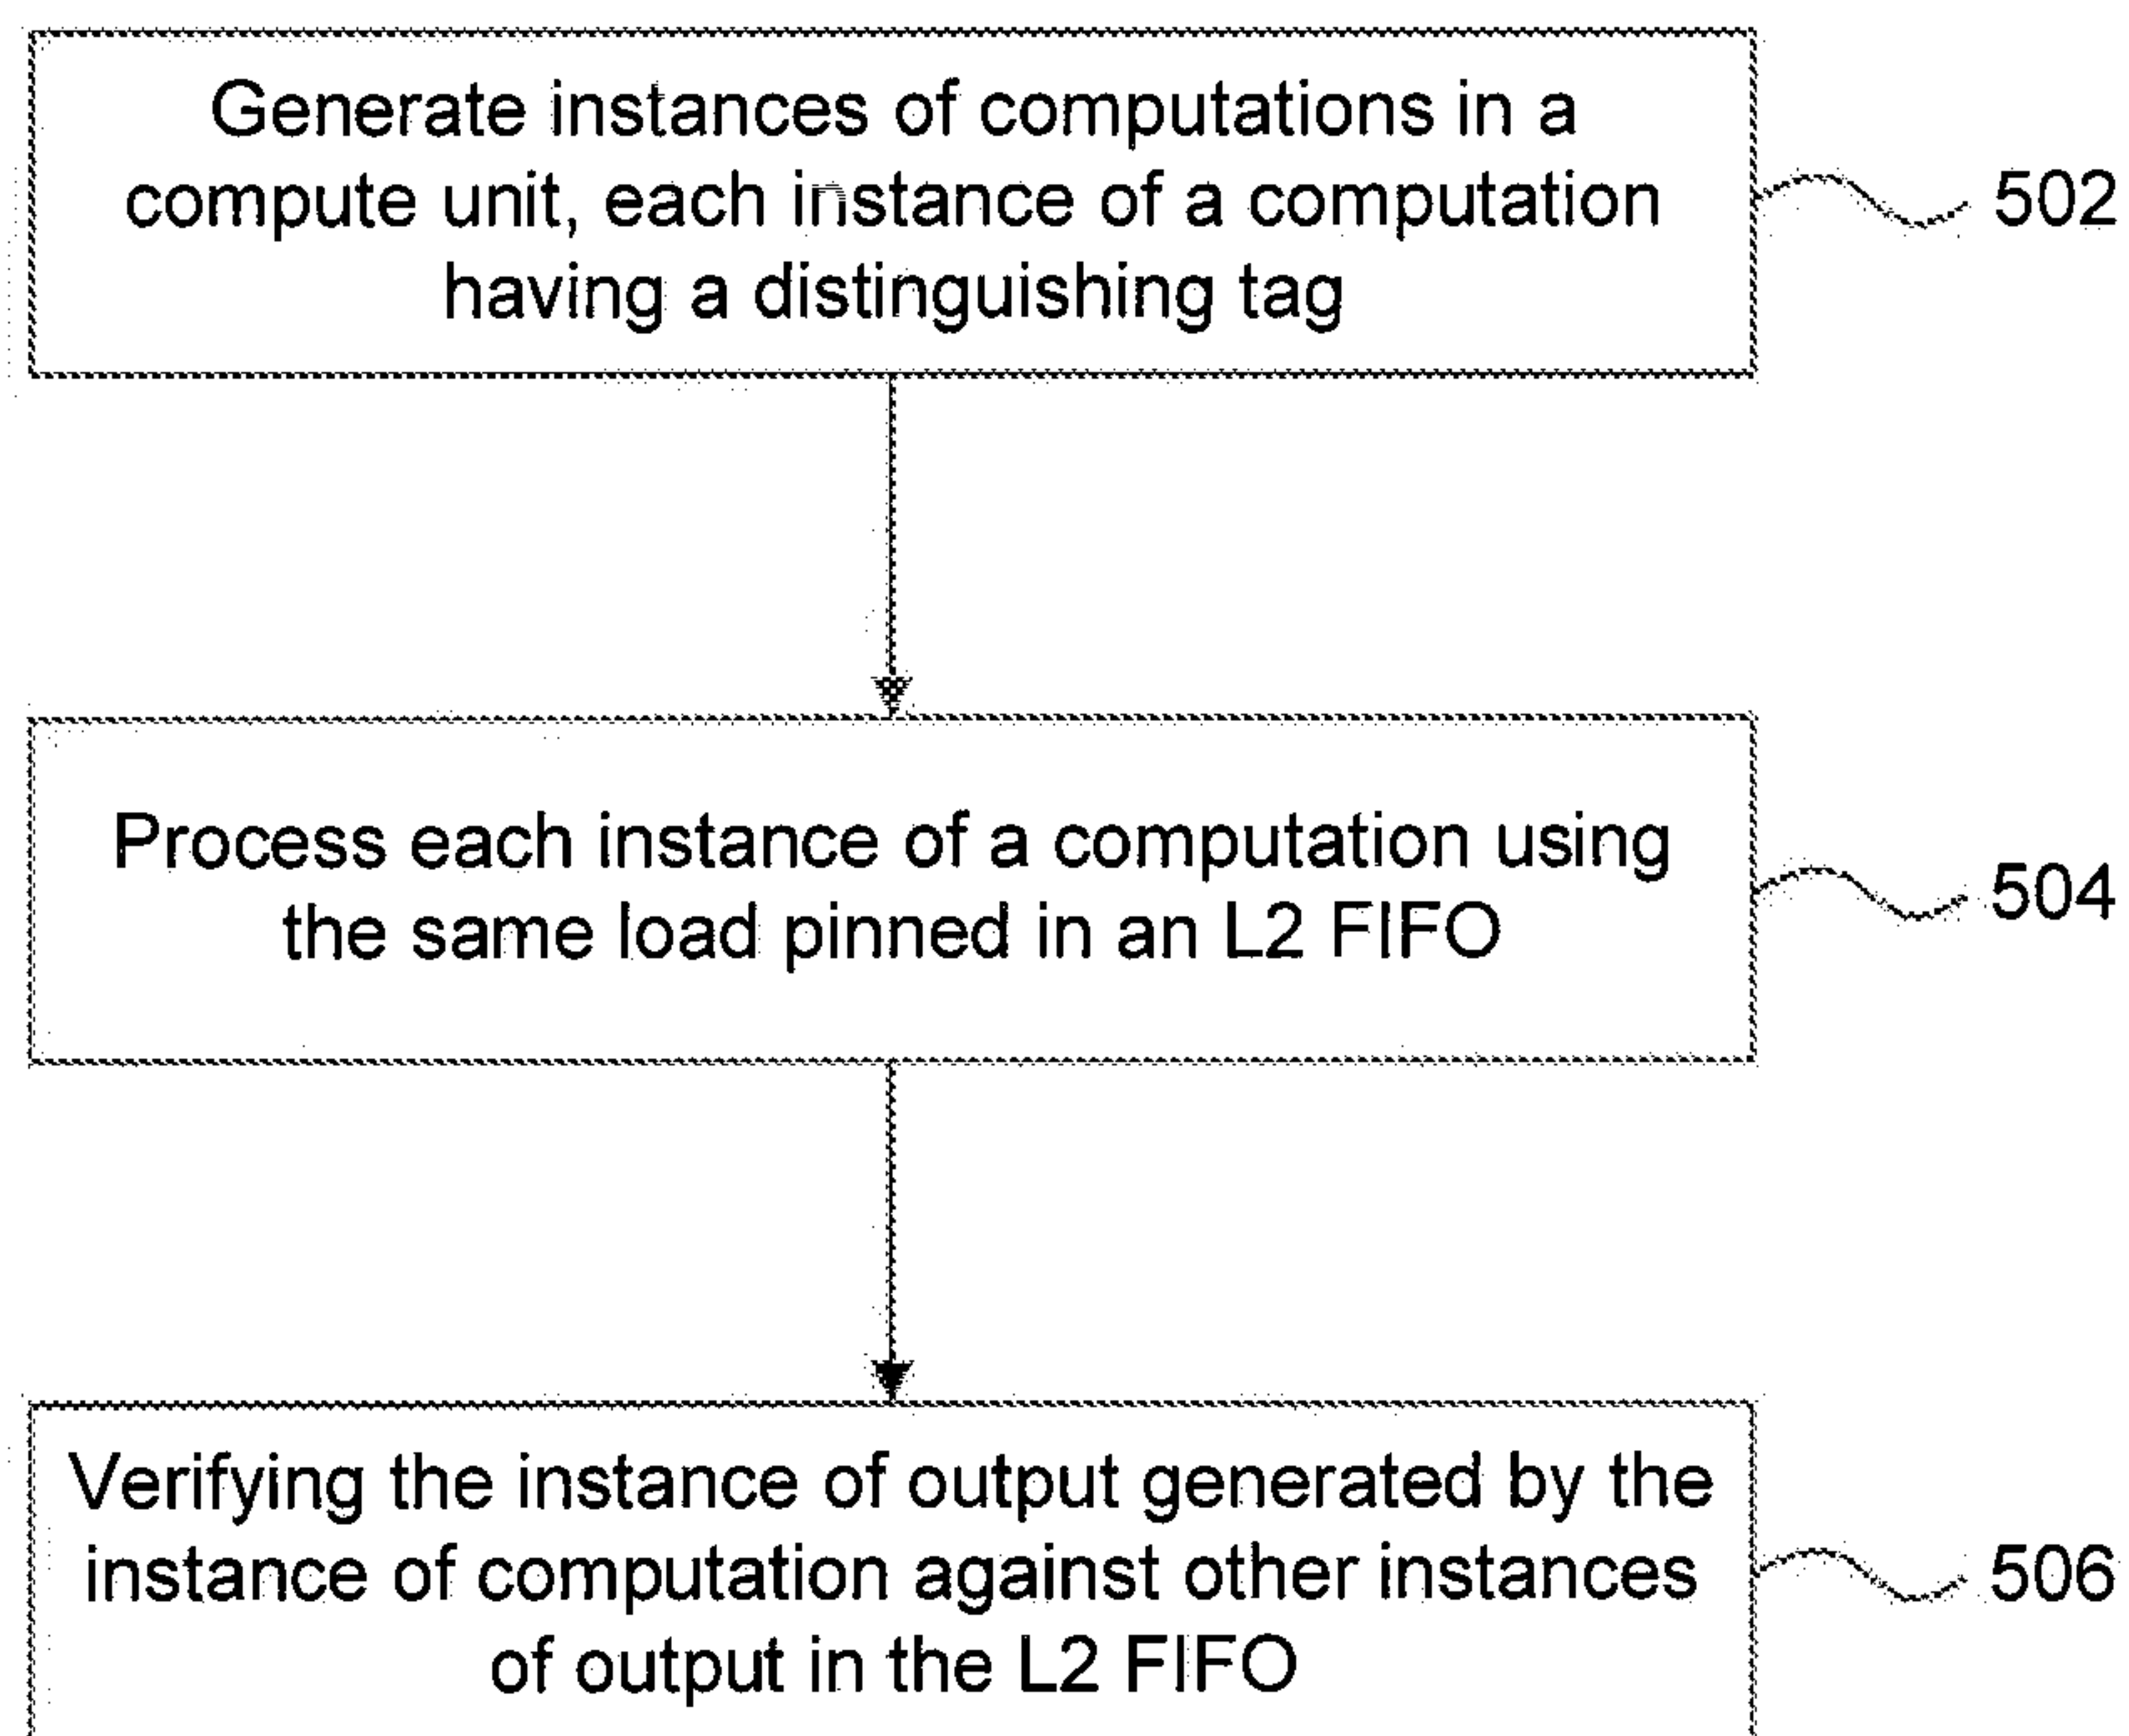 Generate instances of computations in a
compute unit, each instance of a computation
having a distinguishing tag
502
Process each instance of a computation using
the same load pinned in an L2 FIFO
504
Verifying the instance of output generated by the
instance of computation against other instances
of output in the L2 FIFO
506